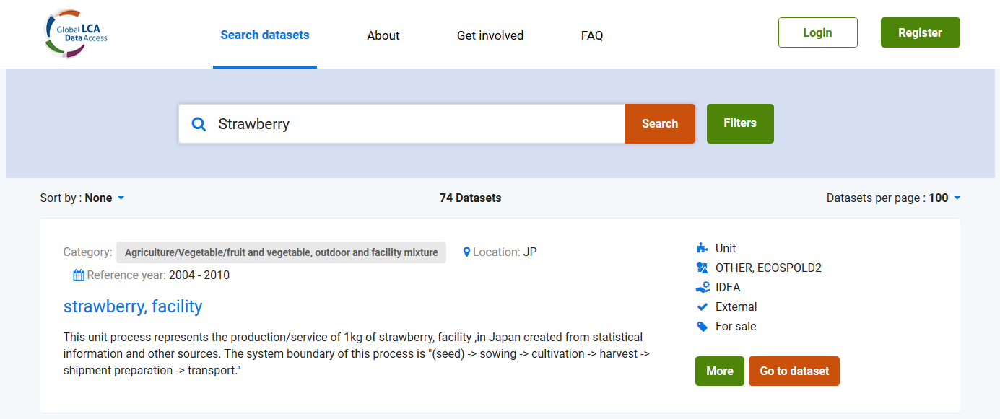 Global LCA
Data Access
Search datasets
About
Get involved
FAQ
Login
Register
Strawberry
Search
Filters
Sort by : None
74 Datasets
Datasets per page : 100
Category: Agriculture/Vegetable/fruit and vegetable, outdoor and facility mixture
Location: JP
Reference year: 2004 - 2010
strawberry, facility
This unit process represents the production/service of 1kg of strawberry, facility ,in Japan created from statistical
information and other sources. The system boundary of this process is "(seed) -> sowing -> cultivation -> harvest ->
shipment preparation -> transport."
Unit
OTHER, ECOSPOLD2
IDEA
External
For sale
More
Go to dataset